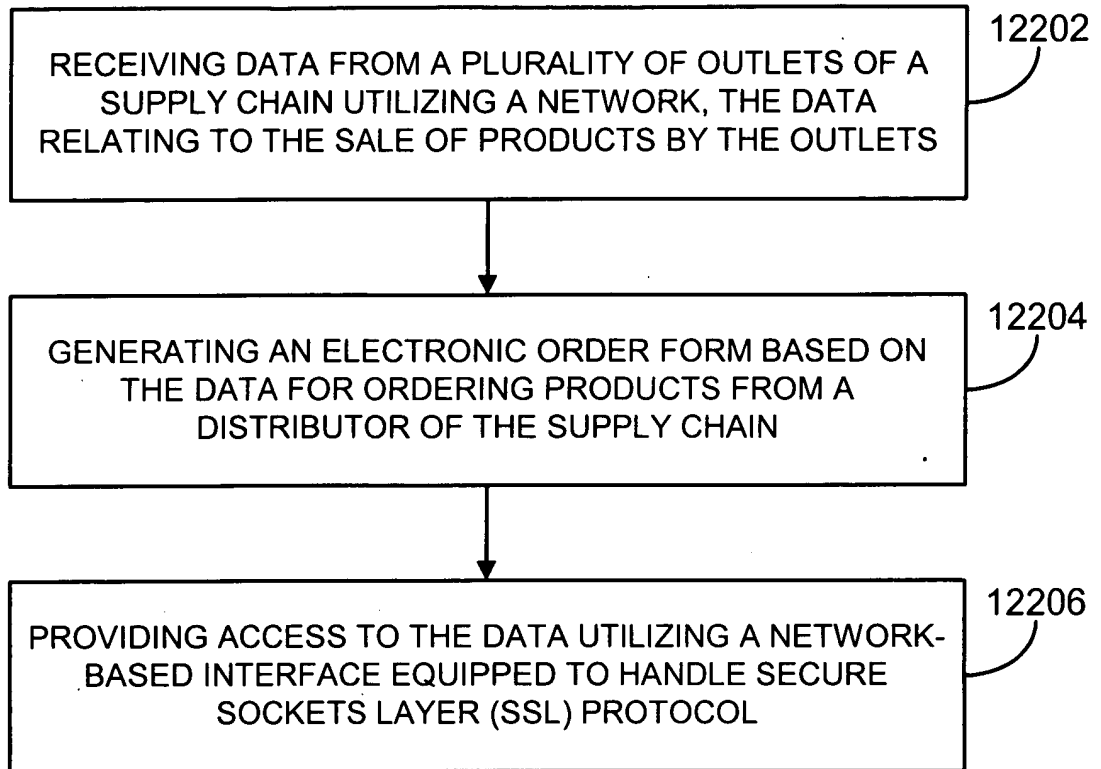 12202
RECEIVING DATA FROM A PLURALITY OF OUTLETS OF A
SUPPLY CHAIN UTILIZING A NETWORK, THE DATA
RELATING TO THE SALE OF PRODUCTS BY THE OUTLETS
12204
GENERATING AN ELECTRONIC ORDER FORM BASED ON
THE DATA FOR ORDERING PRODUCTS FROM A
DISTRIBUTOR OF THE SUPPLY CHAIN
12206
PROVIDING ACCESS TO THE DATA UTILIZING A NETWORK-
BASED INTERFACE EQUIPPED TO HANDLE SECURE
SOCKETS LAYER (SSL) PROTOCOL